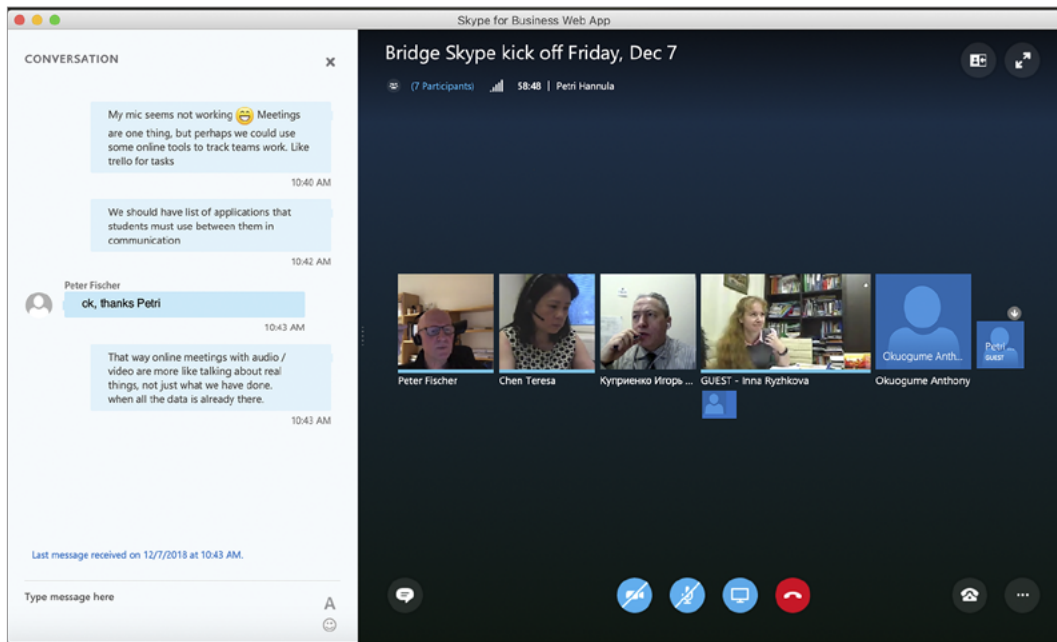 Skype for Business Web App
CONVERSATION
My mic seems not working 😁 Meetings
are one thing, but perhaps we could use
some online tools to track teams work. Like
trello for tasks
10:40 AM
We should have list of applications that
students must use between them in
communication
10:42 AM
Peter Fischer
ok, thanks Petri
10:43 AM
That way online meetings with audio /
video are more like talking about real
things, not just what we have done.
when all the data is already there.
10:43 AM
Last message received on 12/7/2018 at 10:43 AM.
Type message here
A
Bridge Skype kick off Friday, Dec 7
(7 Participants) 58:48 | Petri Hannula
Okuogume Anth...
Petri ...
GUEST
Peter Fischer
Chen Teresa
Куприенко Игорь ...
GUEST - Inna Ryzhkova
Okuogume Anthony